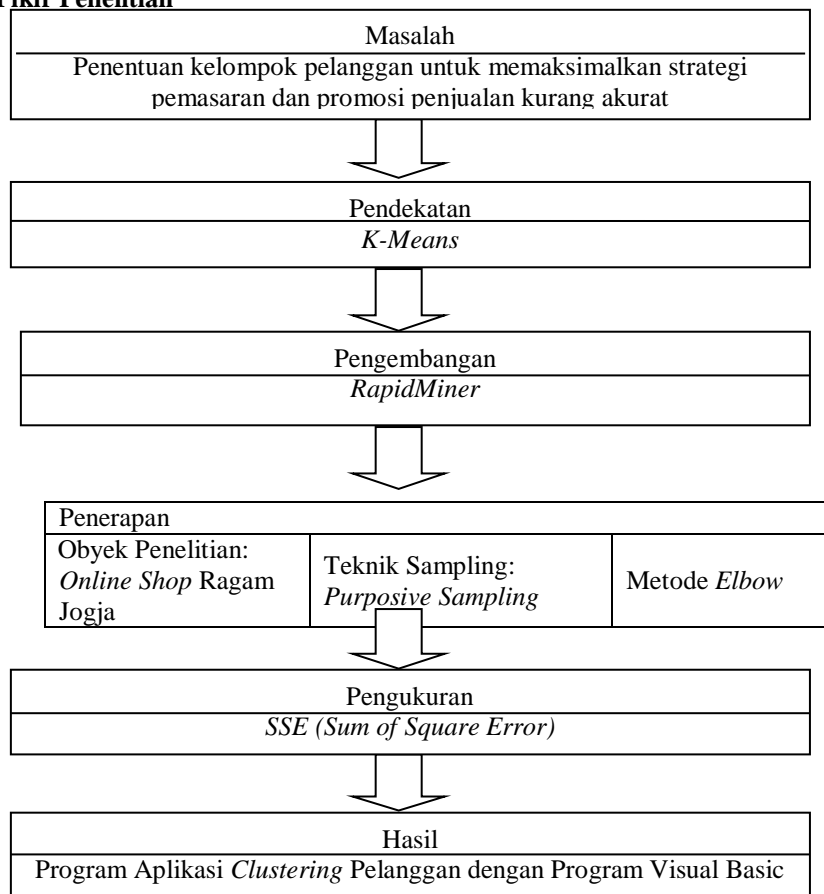 Pikir Penelitian
Masalah
Penentuan kelompok pelanggan untuk memaksimalkan strategi
pemasaran dan promosi penjualan kurang akurat
Pendekatan
K-Means
Pengembangan
RapidMiner
Penerapan
Obyek Penelitian:
Online Shop Ragam
Jogja
Teknik Sampling:
Purposive Sampling
Metode Elbow
Pengukuran
SSE (Sum of Square Error)
Hasil
Program Aplikasi Clustering Pelanggan dengan Program Visual Basic